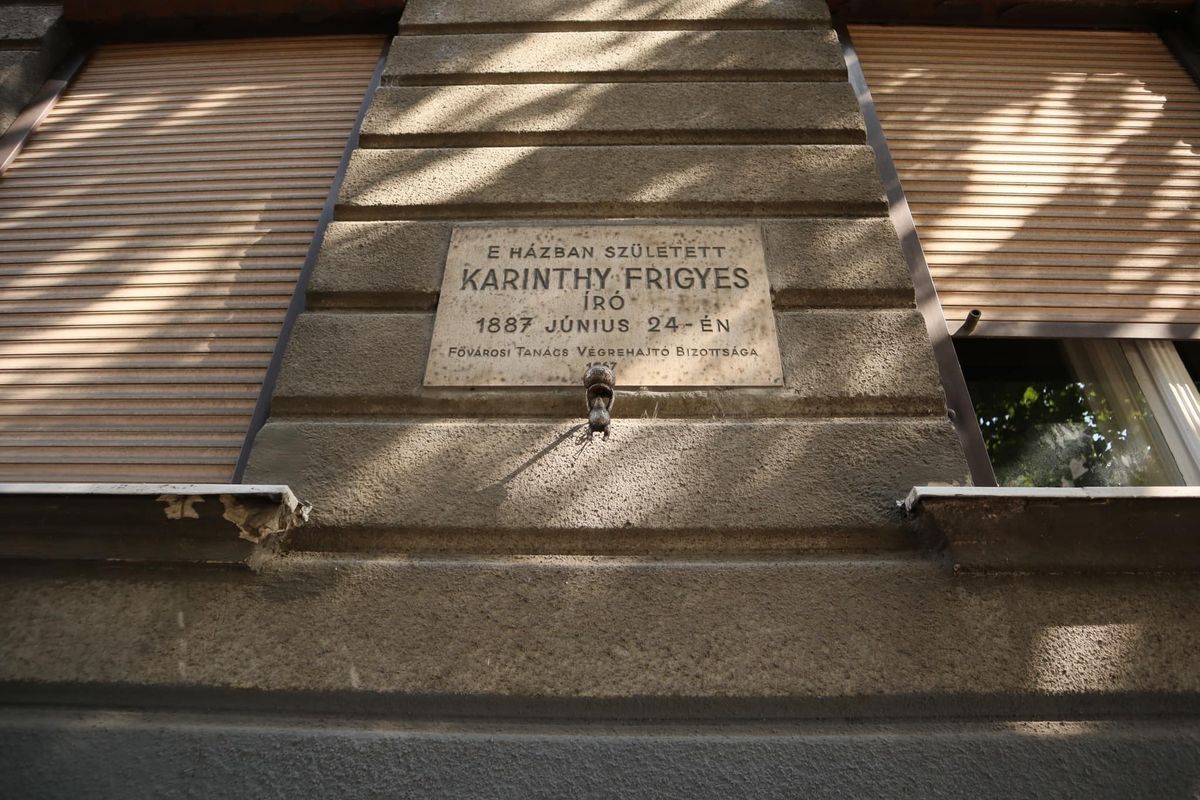 E HÁZBAN SZÜLETETT
KARINTHY FRIGYES
ÍRÓ
1887 JÚNIUS 24-ÉN
FŐVÁROSI TANÁCS VÉGREHAJTÓ BIZOTTSÁGA